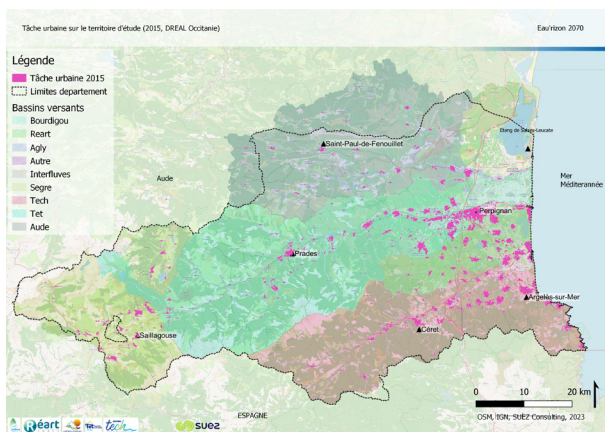 Tâche urbaine sur le territoire d'étude (2015, DREAL Occitanie)
Eau'rizon 2070
Légende
Tâche urbaine 2015
Limites departement
Bassins versants
Bourdigou
Reart
Agly
Autre
Interfluves
Segre
Tech
Tet
Aude
Aude
Saint-Paul-de-Fenouillet
Etang de Salses-Leucate
Mer
Méditerannée
Perpignan
Prades
Argelès-sur-Mer
Saillagouse
Céret
ESPAGNE
0 10 20 km
OSM, IGN, SUEZ Consulting, 2023
Réart
Tet
tech
suez